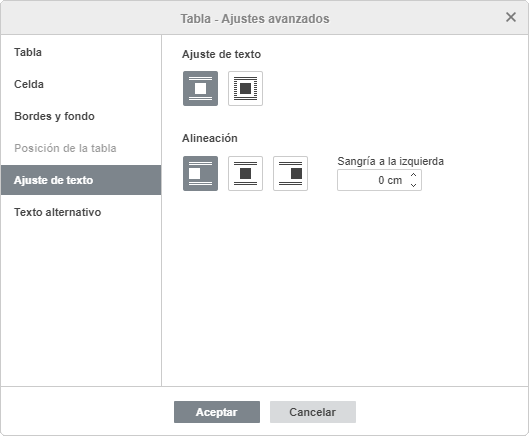 Tabla - Ajustes avanzados
Tabla
Celda
Bordes y fondo
Posición de la tabla
Ajuste de texto
Texto alternativo
Ajuste de texto
Alineación
Sangría a la izquierda
0 cm
Aceptar
Cancelar